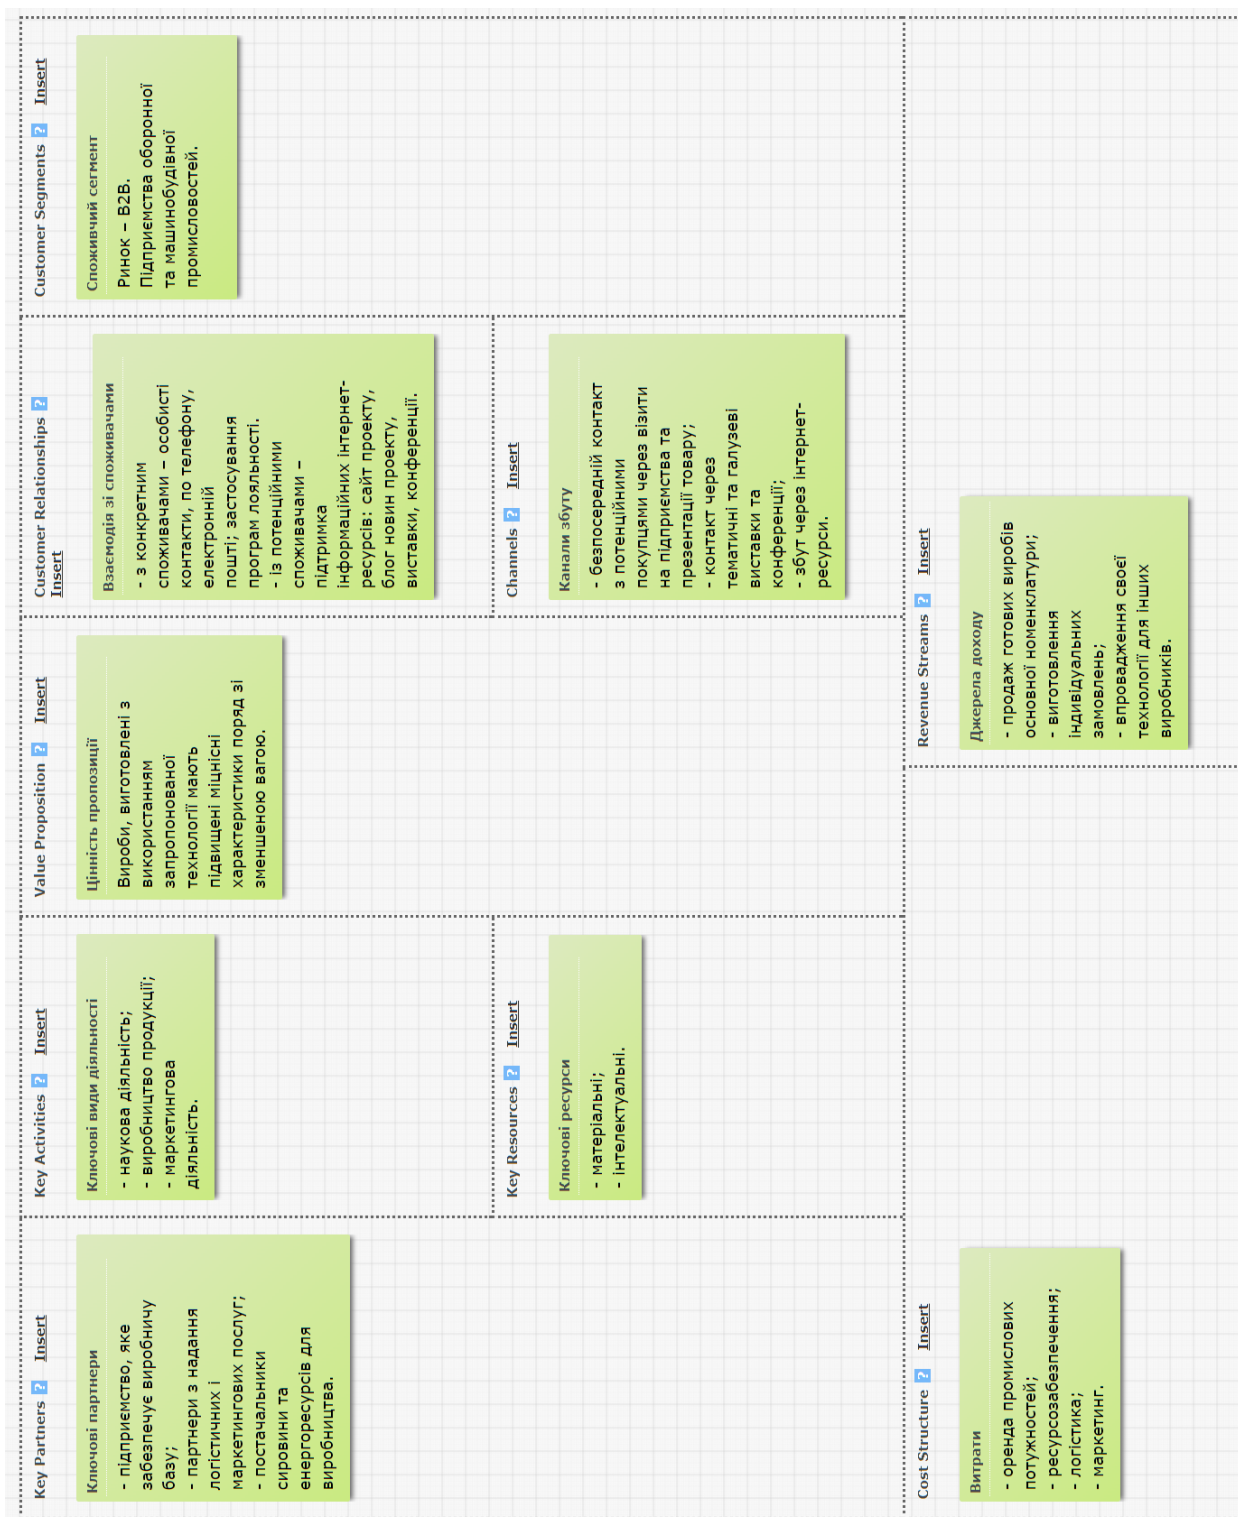 Key Partners ? Insert
Ключові партнери
- підприємство, яке
забезпечує виробничу
базу;
- партнери з надання
логістичних і
маркетингових послуг;
- постачальники
сировини та
енергоресурсів для
виробництва.
Key Activities ? Insert
Ключові види діяльності
- наукова діяльність;
- виробництво продукції;
- маркетингова
діяльність.
Key Resources ? Insert
Ключові ресурси
- матеріальні;
- інтелектуальні.
Value Proposition ? Insert
Цінність пропозиції
Вироби, виготовлені з
використанням
запропонованої
технології мають
підвищені міцнісні
характеристики поряд зі
зменшеною вагою.
Customer Relationships ?
Insert
Взаємодія зі споживачами
- з конкретним
споживачами – особисті
контакти, по телефону,
електронній
пошті; застосування
програм лояльності.
- із потенційними
споживачами –
підтримка
інформаційних інтернет-
ресурсів: сайт проекту,
блог новин проекту,
виставки, конференції.
Channels ? Insert
Канали збуту
- безпосередній контакт
з потенційними
покупцями через візити
на підприємства та
презентації товару;
- контакт через
тематичні та галузеві
виставки та
конференції;
- збут через інтернет-
ресурси.
Customer Segments ? Insert
Споживчий сегмент
Ринок – B2B.
Підприємства оборонної
та машинобудівної
промисловостей.
Cost Structure ? Insert
Витрати
- оренда промислових
потужностей;
- ресурсозабезпечення;
- логістика;
- маркетинг.
Revenue Streams ? Insert
Джерела доходу
- продаж готових виробів
основної номенклатури;
- виготовлення
індивідуальних
замовлень;
- впровадження своєї
технології для інших
виробників.